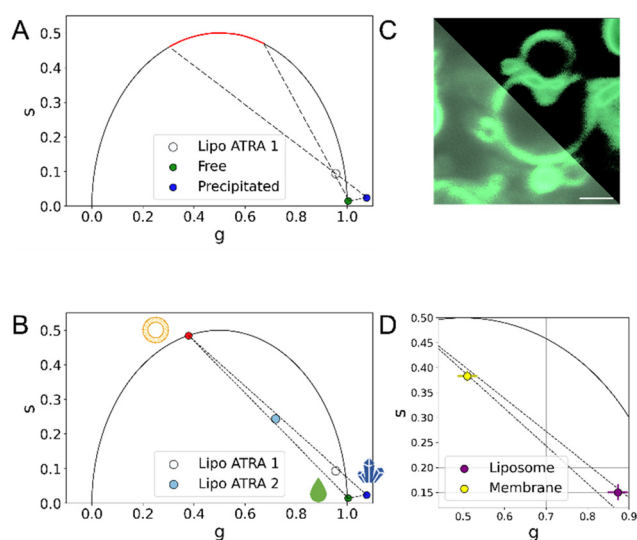 A
0.5
0.4
0.3
0.2
0.1
0.0
s
Lipo ATRA 1
Free
Precipitated
0.0 0.2 0.4 0.6 0.8 1.0
g
C
B
0.5
0.4
0.3
0.2
0.1
0.0
s
Lipo ATRA 1
Lipo ATRA 2
0.0 0.2 0.4 0.6 0.8 1.0
g
D
0.50
0.45
0.40
0.35
0.30
0.25
0.20
0.15
s
Liposome
Membrane
0.5 0.6 0.7 0.8 0.9
g